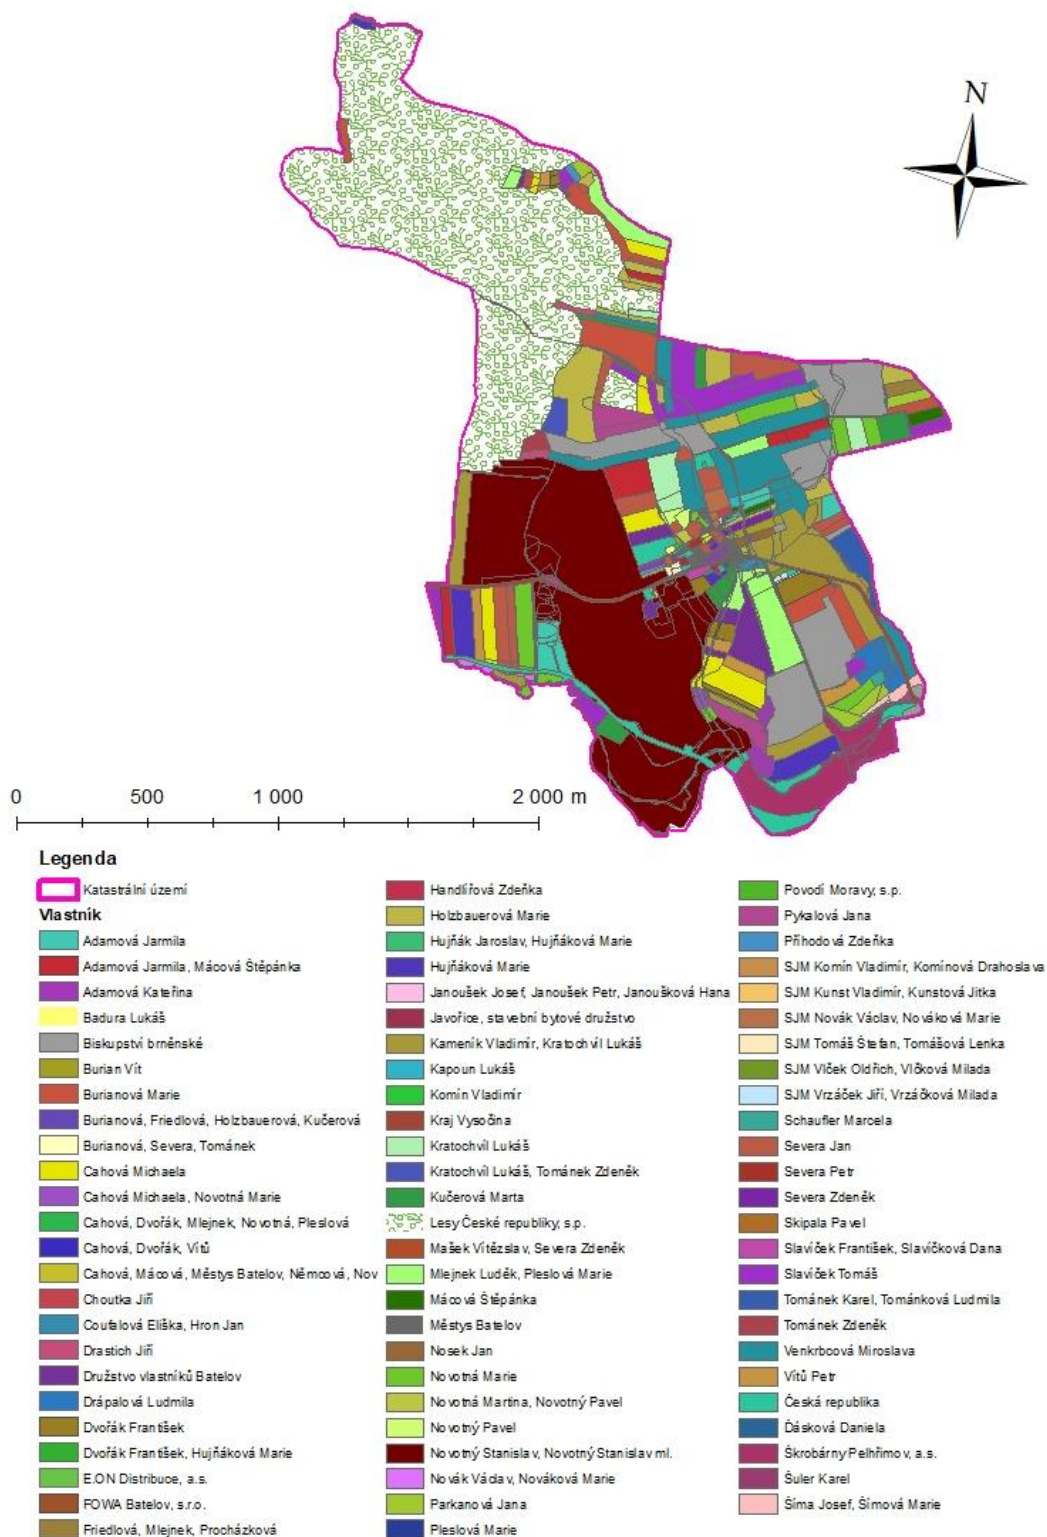 N
0 500 1 000 2 000 m
Legenda
Katastrální území
Vlastník
Adamová Jarmila
Adamová Jarmila, Mácová Štěpánka
Adamová Kateřina
Badura Lukáš
Biskupství brněnské
Burian Vít
Burianová Marie
Burianová, Friedlová, Holzbauerová, Kučerová
Burianová, Severa, Tománek
Cahová Michaela
Cahová Michaela, Novotná Marie
Cahová, Dvořák, Mlejnek, Novotná, Pleslová
Cahová, Dvořák, Vítů
Cahová, Mácová, Městys Batelov, Němcová, Nov
Choutka Jiří
Coufalová Eliška, Hron Jan
Drastich Jiří
Družstvo vlastníků Batelov
Drápalová Ludmila
Dvořák František
Dvořák František, Hujňáková Marie
E.ON Distribuce, a.s.
FOWA Batelov, s.r.o.
Friedlová, Mlejnek, Procházková
Handlířová Zdeňka
Holzbauerová Marie
Hujňák Jaroslav, Hujňáková Marie
Hujňáková Marie
Janoušek Josef, Janoušek Petr, Janoušková Hana
Javořice, stavební bytové družstvo
Kameník Vladimír, Kratochvíl Lukáš
Kapoun Lukáš
Komín Vladimír
Kraj Vysočina
Kratochvíl Lukáš
Kratochvíl Lukáš, Tománek Zdeněk
Kučerová Marta
Lesy České republiky, s.p.
Mašek Vítězslav, Severa Zdeněk
Mlejnek Luděk, Pleslová Marie
Mácová Štěpánka
Městys Batelov
Nosek Jan
Novotná Marie
Novotná Martina, Novotný Pavel
Novotný Pavel
Novotný Stanislav, Novotný Stanislav ml.
Novák Václav, Nováková Marie
Parkanová Jana
Pleslová Marie
Povodí Moravy, s.p.
Pykalová Jana
Příhodová Zdeňka
SJM Komín Vladimír, Komínová Drahoslava
SJM Kunst Vladimír, Kunstová Jitka
SJM Novák Václav, Nováková Marie
SJM Tomáš Štefan, Tomášová Lenka
SJM Vlček Oldřich, Vlčková Milada
SJM Vrzáček Jiří, Vrzáčková Milada
Schaufler Marcela
Severa Jan
Severa Petr
Severa Zdeněk
Skipala Pavel
Slavíček František, Slavíčková Dana
Slavíček Tomáš
Tománek Karel, Tománková Ludmila
Tománek Zdeněk
Venkrbcová Miroslava
Vítů Petr
Česká republika
Ďásková Daniela
Škrobárny Pelhřimov, a.s.
Šuler Karel
Šíma Josef, Šímová Marie